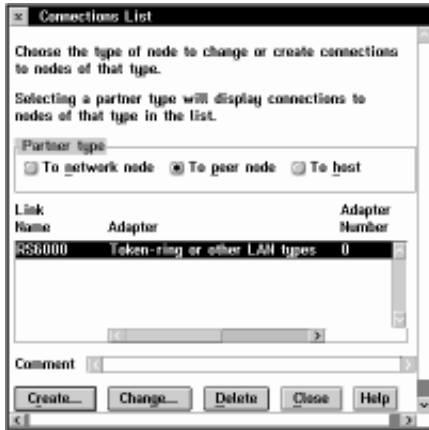 Connections List
Choose the type of node to change or create connections
to nodes of that type.
Selecting a partner type will display connections to
nodes of that type in the list.
Partner type
To network node To peer node To host
Link Adapter
Name Adapter Number
RS6000 Token-ring or other LAN types 0
Comment
Create... Change... Delete Close Help